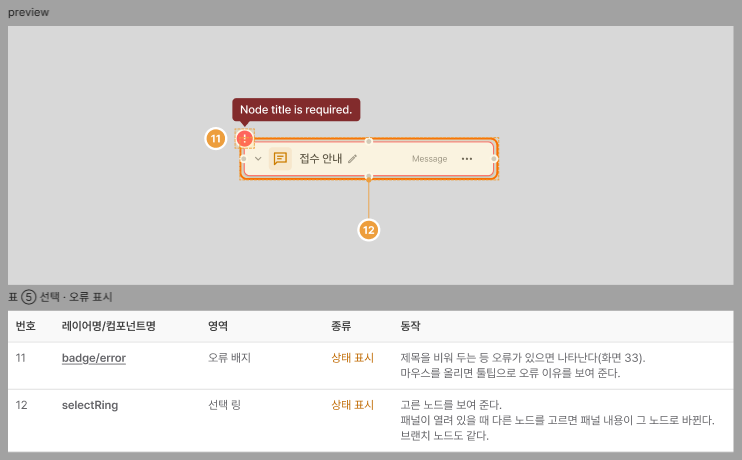 preview
Node title is required.
11
접수 안내
Message
12
표 ⑤ 선택 · 오류 표시
번호 레이어명/컴포넌트명 영역 종류 동작
11 badge/error 오류 배지 상태 표시 제목을 비워 두는 등 오류가 있으면 나타난다(화면 33).
마우스를 올리면 툴팁으로 오류 이유를 보여 준다.
12 selectRing 선택 링 상태 표시 고른 노드를 보여 준다.
패널이 열려 있을 때 다른 노드를 고르면 패널 내용이 그 노드로 바뀐다.
브랜치 노드도 같다.